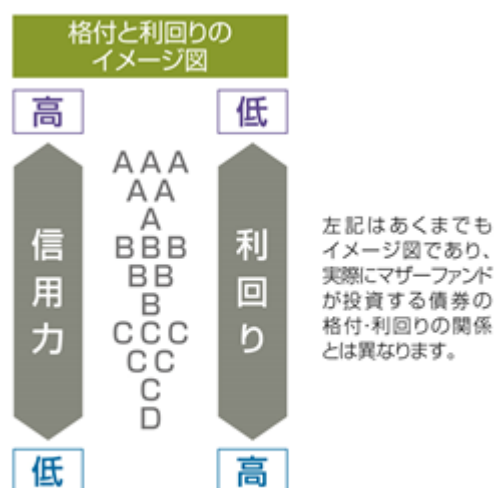 格付と利回りの
イメージ図
高
低
信用力
AAA
AA
A
BBB
BB
B
CCC
CC
C
D
利回り
低
高
左記はあくまでも
イメージ図であり、
実際にマザーファンド
が投資する債券の
格付・利回りの関係
とは異なります。